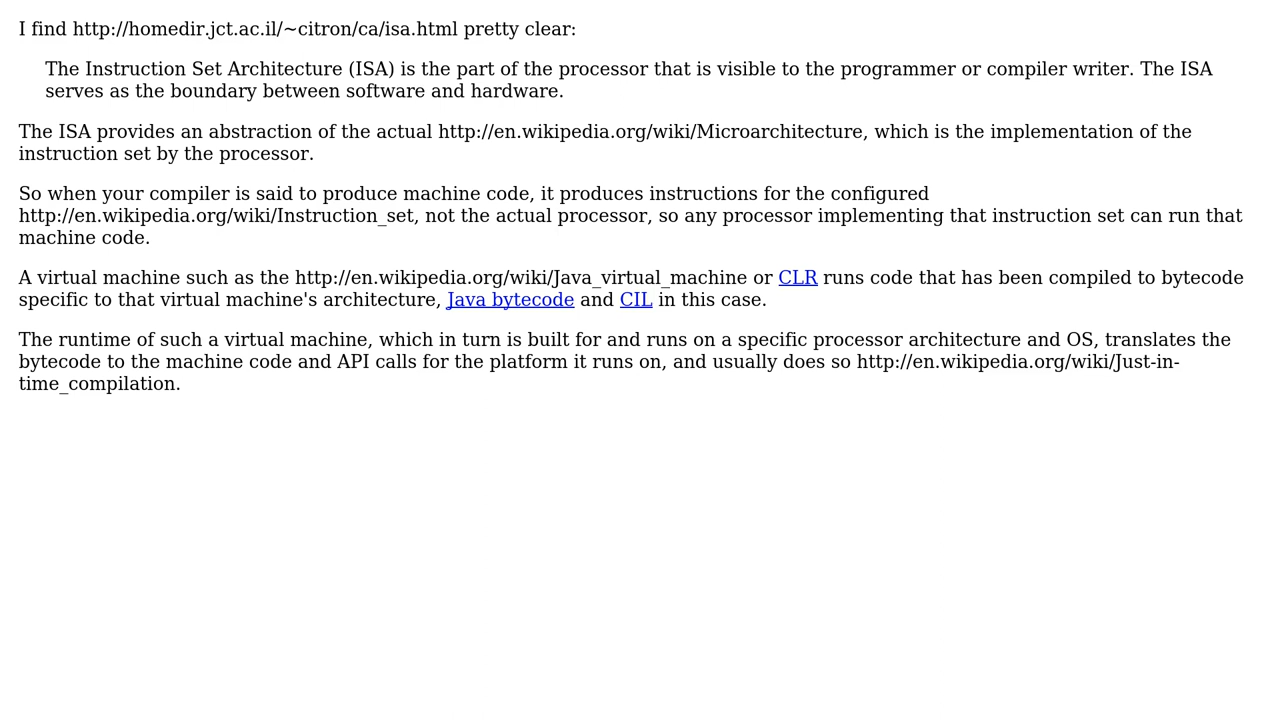 I find http://homedir.jct.ac.il/~citron/ca/isa.html pretty clear:
The Instruction Set Architecture (ISA) is the part of the processor that is visible to the programmer or compiler writer. The ISA
serves as the boundary between software and hardware.
The ISA provides an abstraction of the actual http://en.wikipedia.org/wiki/Microarchitecture, which is the implementation of the
instruction set by the processor.
So when your compiler is said to produce machine code, it produces instructions for the configured
http://en.wikipedia.org/wiki/Instruction_set, not the actual processor, so any processor implementing that instruction set can run that
machine code.
A virtual machine such as the http://en.wikipedia.org/wiki/Java_virtual_machine or CLR runs code that has been compiled to bytecode
specific to that virtual machine's architecture, Java bytecode and CIL in this case.
The runtime of such a virtual machine, which in turn is built for and runs on a specific processor architecture and OS, translates the
bytecode to the machine code and API calls for the platform it runs on, and usually does so http://en.wikipedia.org/wiki/Just-in-
time_compilation.